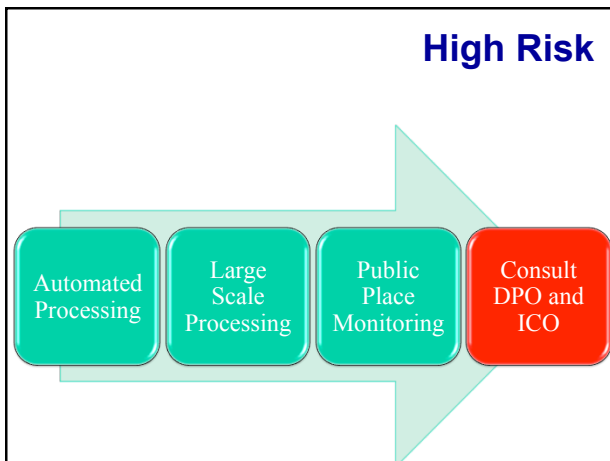 High Risk
Automated
Processing
Large
Scale
Processing
Public
Place
Monitoring
Consult
DPO and
ICO